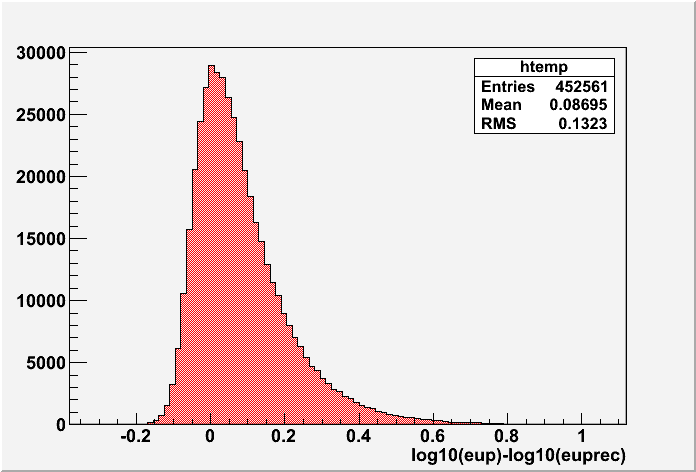 htemp
Entries 452561
Mean 0.08695
RMS 0.1323
30000
25000
20000
15000
10000
5000
0
-0.2 0 0.2 0.4 0.6 0.8 1
log10(eup)-log10(euprec)